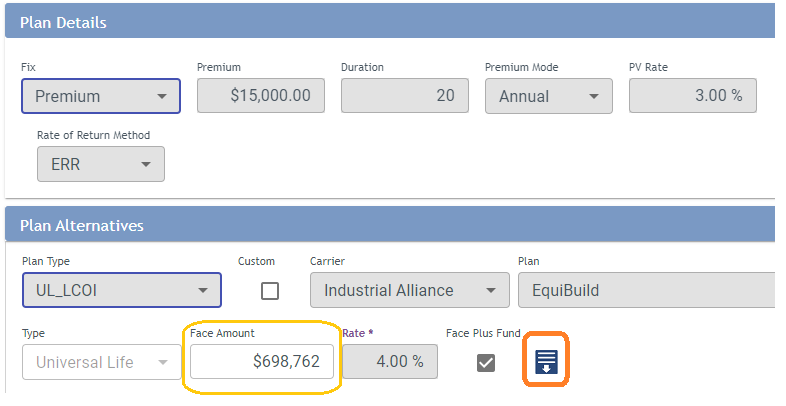 Plan Details
Fix Premium Duration Premium Mode PV Rate
Premium $15,000.00 20 Annual 3.00 %
Rate of Return Method
ERR
Plan Alternatives
Plan Type Custom Carrier Plan
UL_LCOI Industrial Alliance EquiBuild
Type Face Amount Rate * Face Plus Fund
Universal Life $698,762 4.00 %